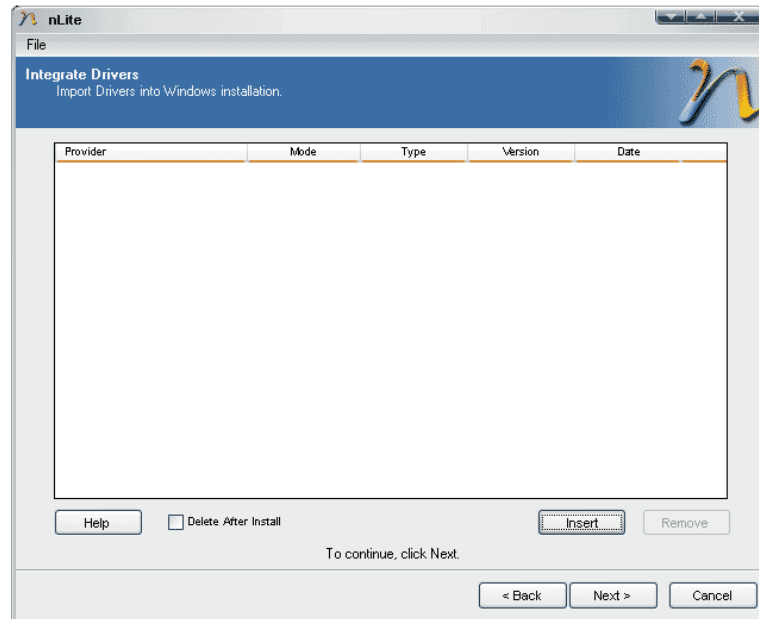 nLite
File
Integrate Drivers
Import Drivers into Windows installation.
Provider Mode Type Version Date
Help Delete After Install Insert Remove
To continue, click Next.
< Back Next > Cancel